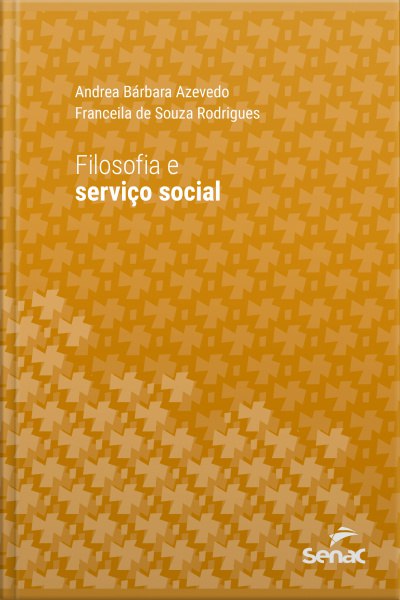 Andrea Bárbara Azevedo
Franceila de Souza Rodrigues
Filosofia e
serviço social
Senac